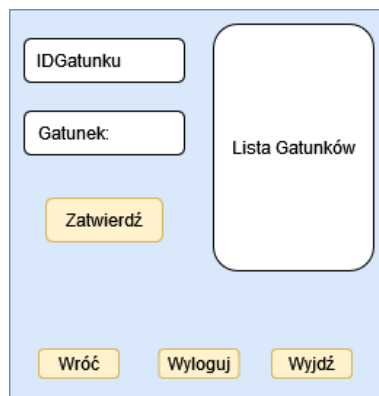 IDGatunku
Gatunek:
Lista Gatunków
Zatwierdź
Wróć
Wyloguj
Wyjdź